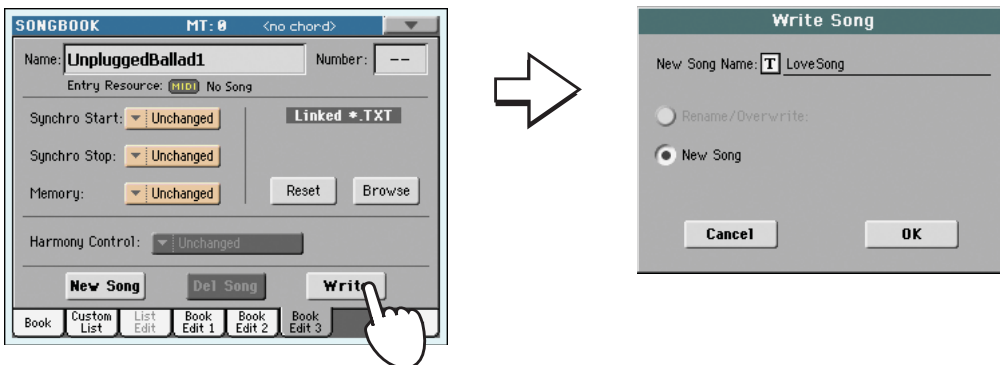 SONGBOOK MT:0 <no chord>
Name: UnpluggedBallad1 Number: --
Entry Resource: MIDI No Song
Synchro Start: Unchanged Linked *.TXT
Synchro Stop: Unchanged
Memory: Unchanged Reset Browse
Harmony Control: Unchanged
New Song Del Song Write
Book Custom List List Edit Book Edit 1 Book Edit 2 Book Edit 3
Write Song
New Song Name: T LoveSong
Rename/Overwrite:
New Song
Cancel OK